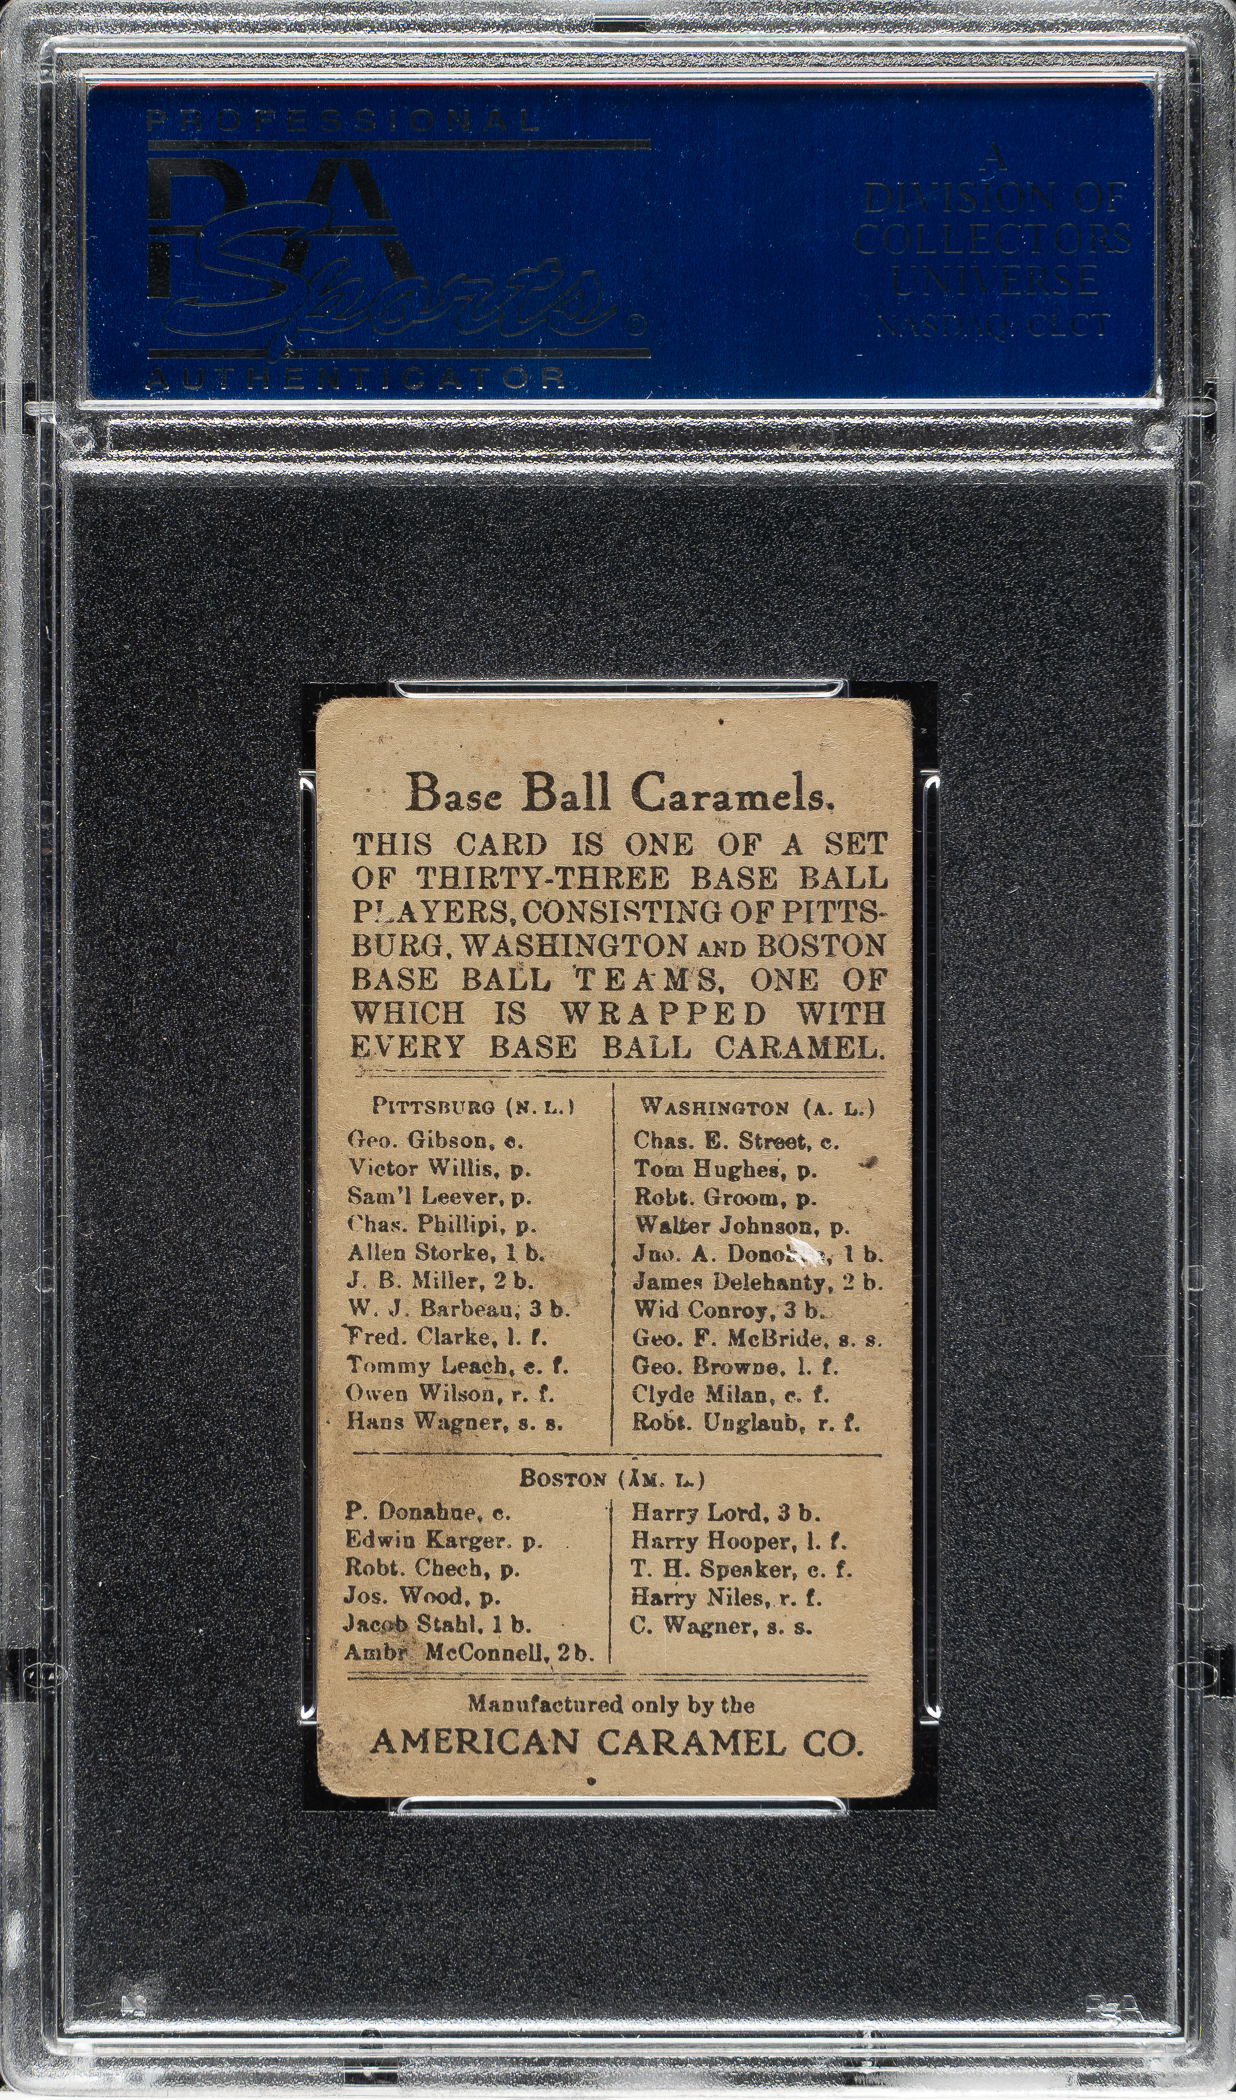 PROFESSIONAL
PSA
Sports ®
AUTHENTICATOR
A
DIVISION OF
COLLECTORS
UNIVERSE
NASDAQ: CLCT
Base Ball Caramels.
THIS CARD IS ONE OF A SET
OF THIRTY-THREE BASE BALL
PLAYERS, CONSISTING OF PITTS-
BURG, WASHINGTON AND BOSTON
BASE BALL TEAMS, ONE OF
WHICH IS WRAPPED WITH
EVERY BASE BALL CARAMEL.
PITTSBURG (N. L.)
Geo. Gibson, c.
Victor Willis, p.
Sam'l Leever, p.
Chas. Phillipi, p.
Allen Storke, 1 b.
J. B. Miller, 2 b.
W. J. Barbeau, 3 b.
Fred. Clarke, l. f.
Tommy Leach, c. f.
Owen Wilson, r. f.
Hans Wagner, s. s.
WASHINGTON (A. L.)
Chas. E. Street, c.
Tom Hughes, p.
Robt. Groom, p.
Walter Johnson, p.
Jno. A. 1 b.
James Delehanty, 2 b.
Wid Conroy, 3 b.
Geo. F. McBride, s. s.
Geo. Browne, l. f.
Clyde Milan, c. f.
Robt. Unglaub, r. f.
BOSTON (AM. L.)
P. Donahue, c.
Edwin Karger. p.
Robt. Chech, p.
Jos. Wood, p.
Jacob Stahl, 1 b.
Ambr. McConnell, 2 b.
Harry Lord, 3 b.
Harry Hooper, l. f.
T. H. Speaker, c. f.
Harry Niles, r. f.
C. Wagner, s. s.
Manufactured only by the
AMERICAN CARAMEL CO.
PSA